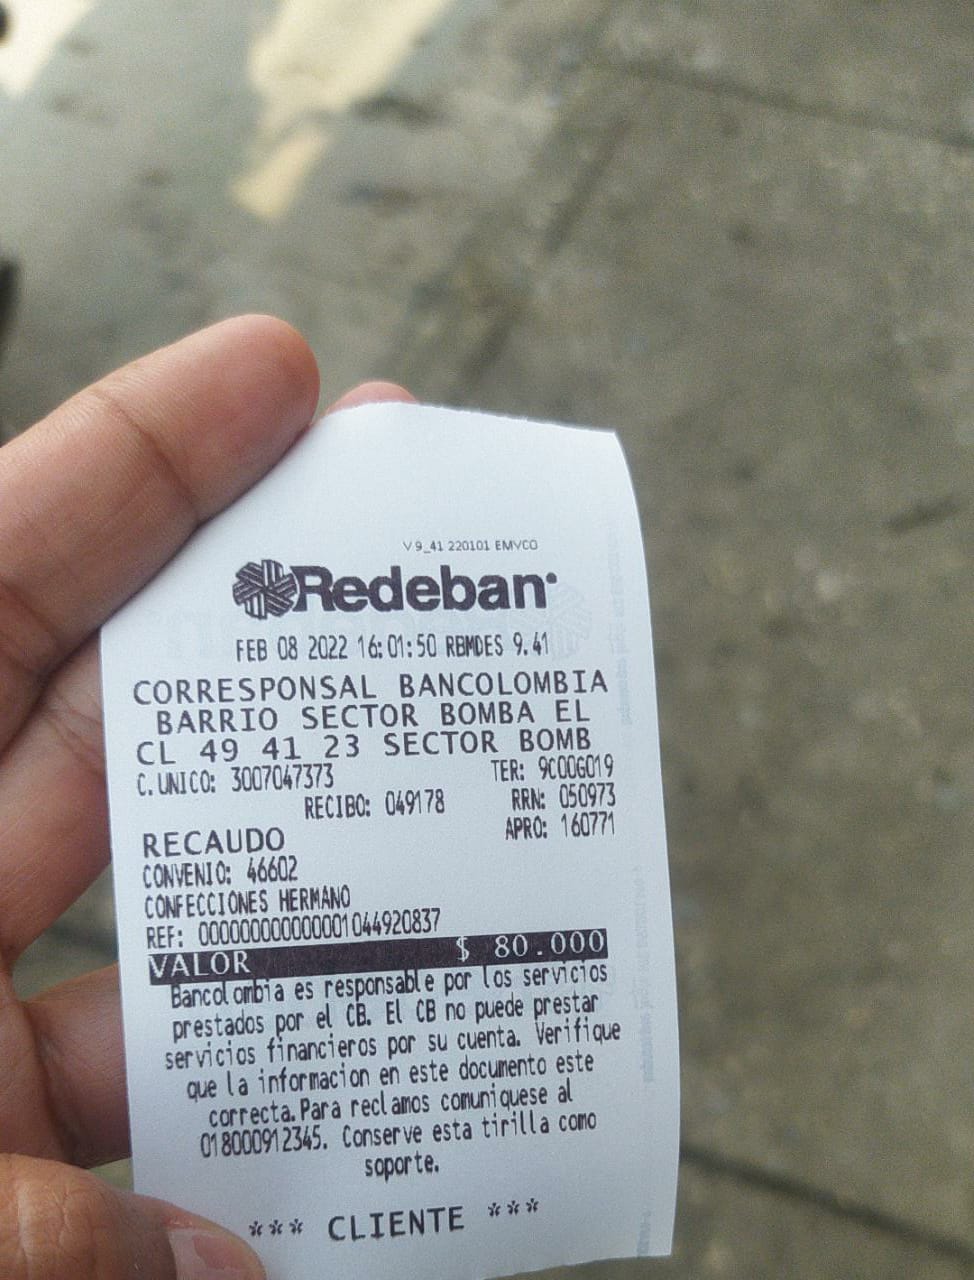 V 9_41 220101 EMVCO
Redeban
FEB 08 2022 16:01:50 RBMDES 9.41
CORRESPONSAL BANCOLOMBIA
BARRIO SECTOR BOMBA EL
CL 49 41 23 SECTOR BOMB
C.UNICO: 3007047373 TER: 9C00G019
RECIBO: 049178 RRN: 050973
RECAUDO APRO: 160771
CONVENIO: 46602
CONFECCIONES HERMANO
REF: 0000000000000001044920837
VALOR $ 80.000
Bancolombia es responsable por los servicios
prestados por el CB. El CB no puede prestar
servicios financieros por su cuenta. Verifique
que la informacion en este documento este
correcta.Para reclamos comuniquese al
018000912345. Conserve esta tirilla como
soporte.
*** CLIENTE ***